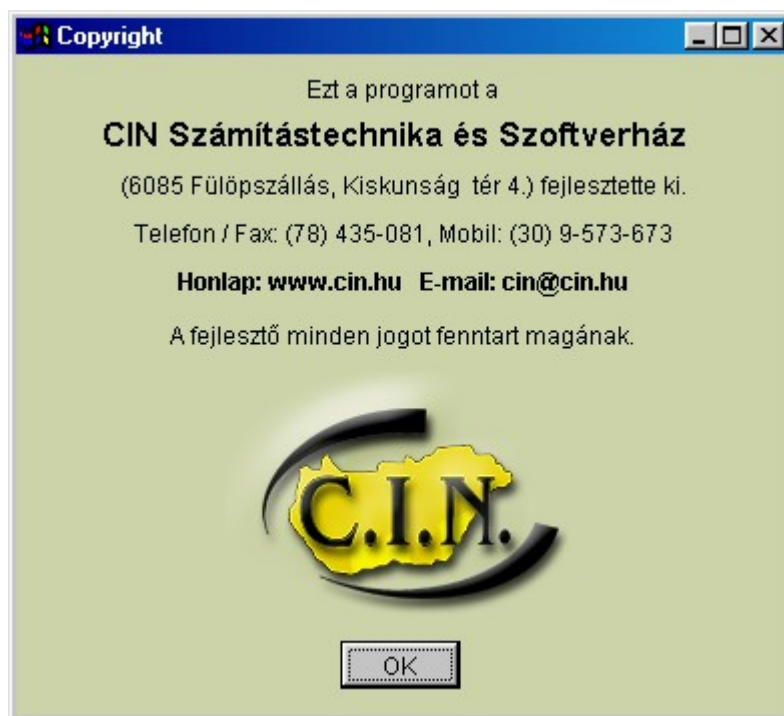 Copyright
Ezt a programot a
CIN Számítástechnika és Szoftverház
(6085 Fülöpszállás, Kiskunság tér 4.) fejlesztette ki.
Telefon / Fax: (78) 435-081, Mobil: (30) 9-573-673
Honlap: www.cin.hu E-mail: cin@cin.hu
A fejlesztő minden jogot fenntart magának.
C.I.N.
OK